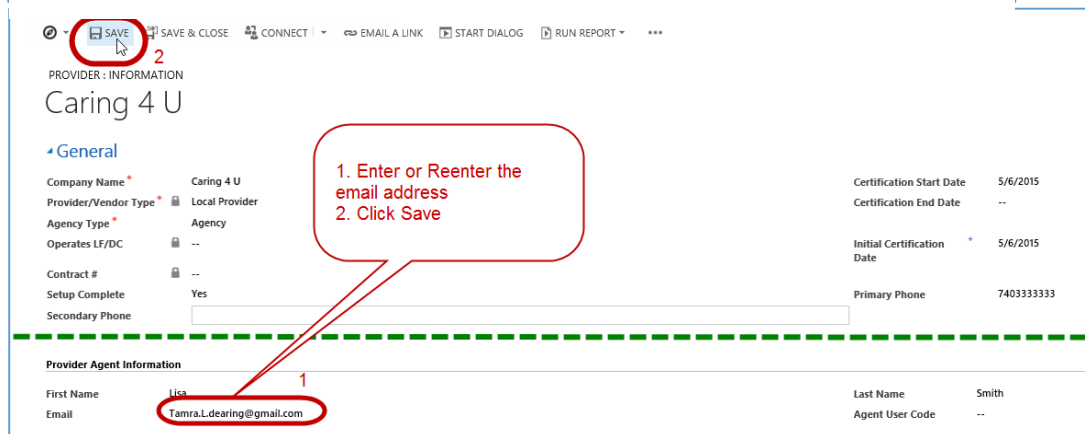 SAVE SAVE & CLOSE CONNECT EMAIL A LINK START DIALOG RUN REPORT •••
2
PROVIDER : INFORMATION
Caring 4 U
General
1. Enter or Reenter the
email address
2. Click Save
Company Name* Caring 4 U Certification Start Date 5/6/2015
Provider/Vendor Type* Local Provider Certification End Date --
Agency Type* Agency
Operates LF/DC -- Initial Certification * 5/6/2015
Date
Contract # --
Setup Complete Yes Primary Phone 7403333333
Secondary Phone
Provider Agent Information
1
First Name Lisa Last Name Smith
Email Tamra.L.dearing@gmail.com Agent User Code --